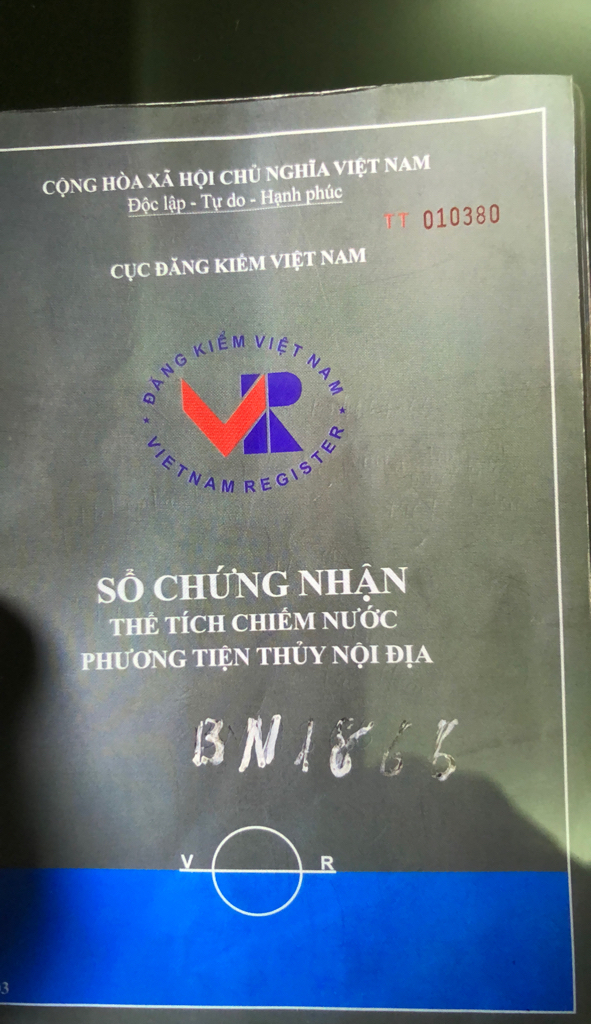 CỘNG HÒA XÃ HỘI CHỦ NGHĨA VIỆT NAM
Độc lập - Tự do - Hạnh phúc
TT 010380
CỤC ĐĂNG KIỂM VIỆT NAM
ĐĂNG KIỂM VIỆT NAM
VR
VIETNAM REGISTER
SỔ CHỨNG NHẬN
THỂ TÍCH CHIẾM NƯỚC
PHƯƠNG TIỆN THỦY NỘI ĐỊA
BN 1865
V R